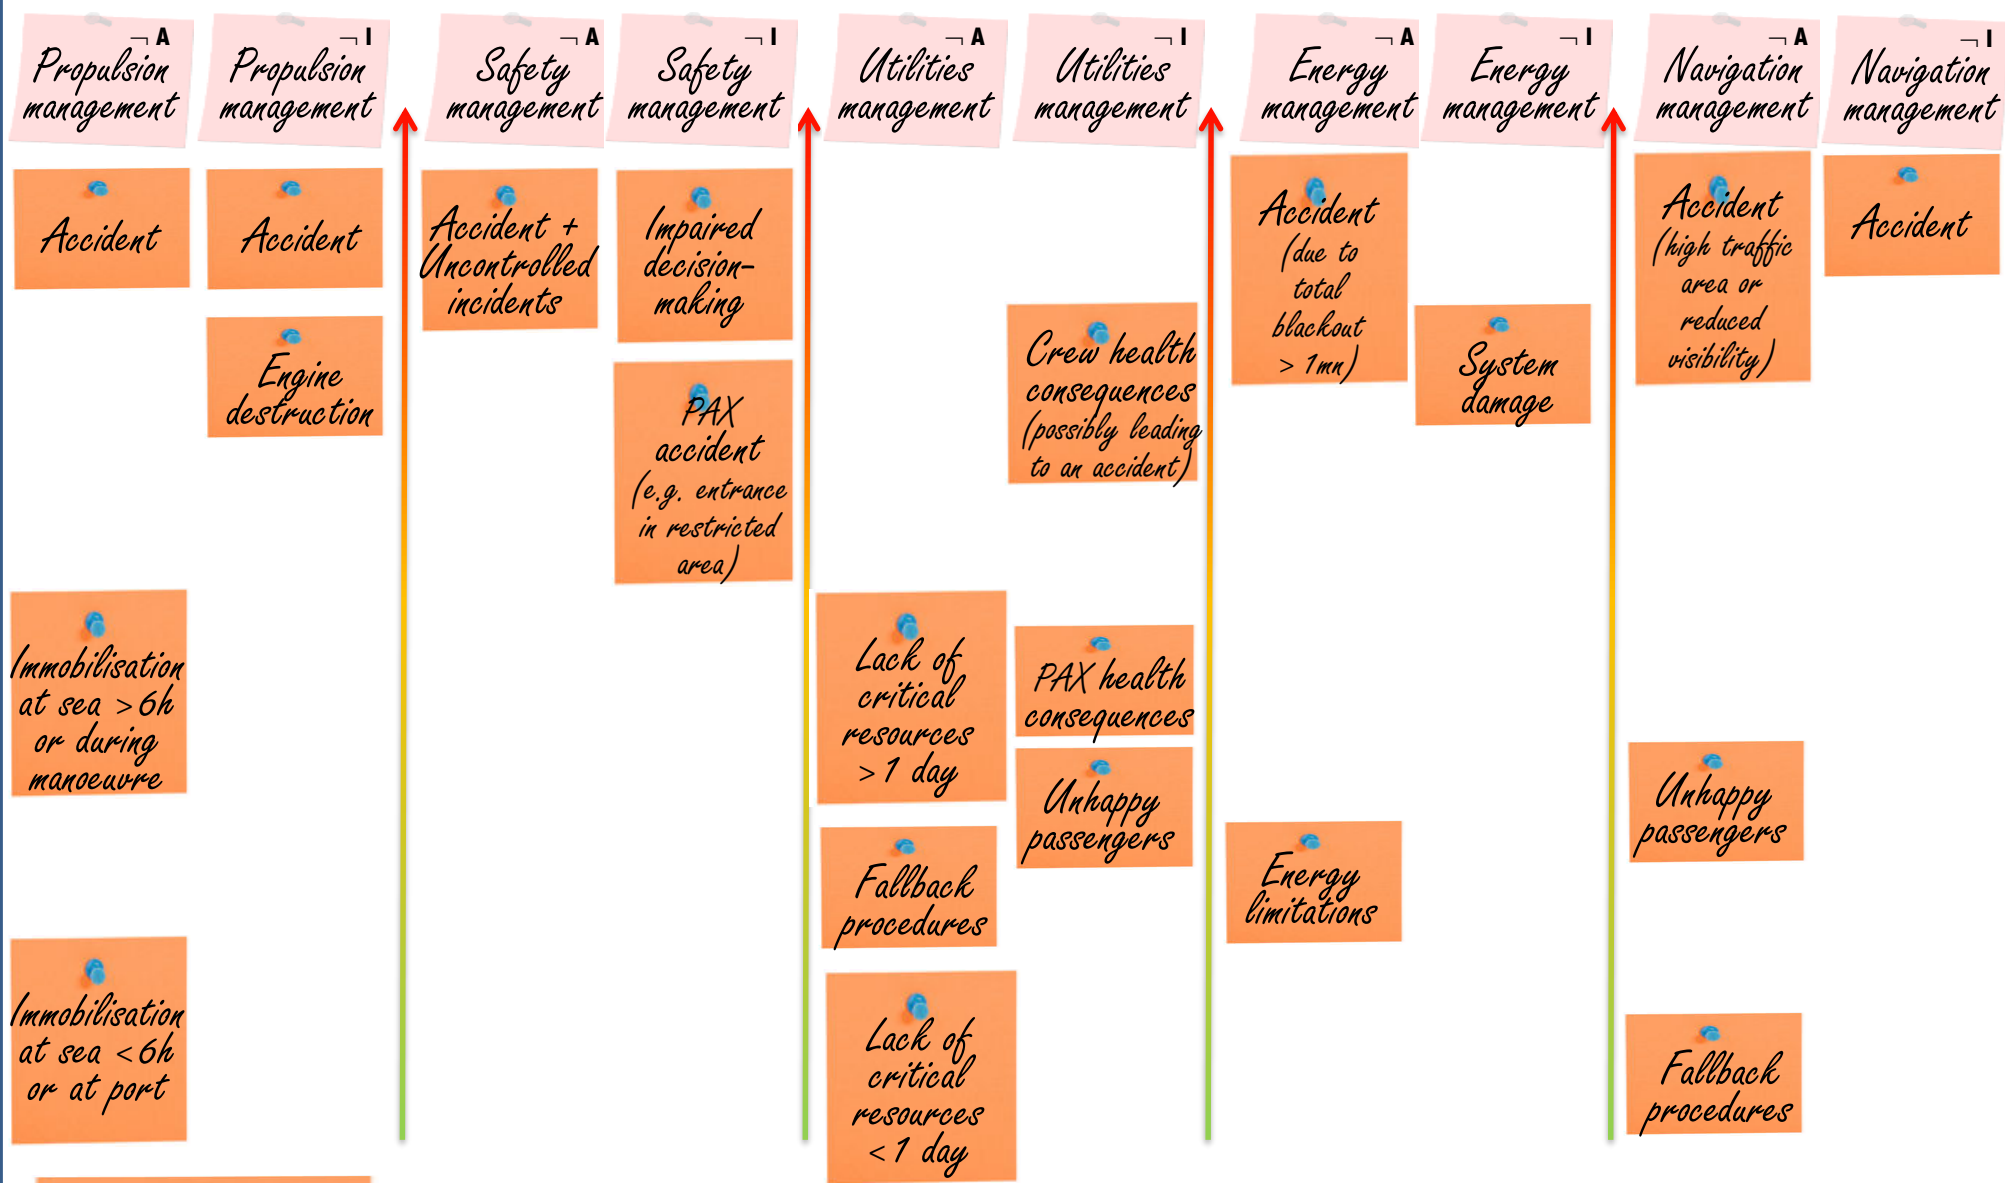 ¬ A
Propulsion
management
¬ I
Propulsion
management
¬ A
Safety
management
¬ I
Safety
management
¬ A
Utilities
management
¬ I
Utilities
management
¬ A
Energy
management
¬ I
Energy
management
¬ A
Navigation
management
¬ I
Navigation
management
Accident
Immobilisation
at sea >6h
or during
manoeuvre
Immobilisation
at sea <6h
or at port
Accident
Engine
destruction
Accident +
Uncontrolled
incidents
Impaired
decision-
making
PAX
accident
(e.g. entrance
in restricted
area)
Lack of
critical
resources
>1 day
Fallback
procedures
Lack of
critical
resources
<1 day
Crew health
consequences
(possibly leading
to an accident)
PAX health
consequences
Unhappy
passengers
Accident
(due to
total
blackout
> 1mn)
Energy
limitations
System
damage
Accident
(high traffic
area or
reduced
visibility)
Unhappy
passengers
Fallback
procedures
Accident